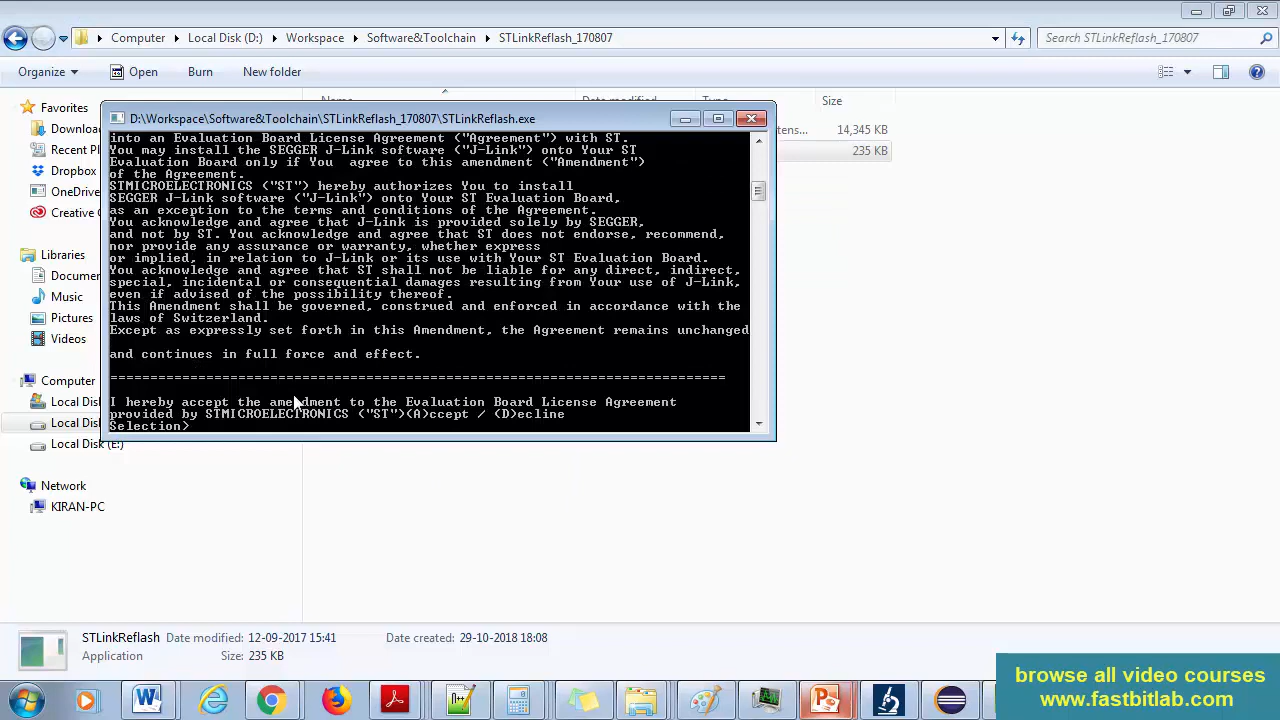 Computer Local Disk (D:) Workspace Software&Toolchain STLinkReflash_170807
Search STLinkReflash_170807
Organize Open Burn New folder
Favorites
Recent P
Dropbox
OneDrive
Creative
Libraries
Music
Pictures
Videos
Computer
Local Disk (E:)
Network
KIRAN-PC
Size
14,345 KB
235 KB
D:\Workspace\Software&Toolchain\STLinkReflash_170807\STLinkReflash.exe
into an Evaluation Board License Agreement ("Agreement") with ST.
You may install the SEGGER J-Link software ("J-Link") onto Your ST
Evaluation Board only if You  agree to this amendment ("Amendment")
of the Agreement.
STMICROELECTRONICS ("ST") hereby authorizes You to install
SEGGER J-Link software ("J-Link") onto Your ST Evaluation Board,
as an exception to the terms and conditions of the Agreement.
You acknowledge and agree that J-Link is provided solely by SEGGER,
and not by ST. You acknowledge and agree that ST does not endorse, recommend,
nor provide any assurance or warranty, whether express
or implied, in relation to J-Link or its use with Your ST Evaluation Board.
You acknowledge and agree that ST shall not be liable for any direct, indirect,
special, incidental or consequential damages resulting from Your use of J-Link,
even if advised of the possibility thereof.
This Amendment shall be governed, construed and enforced in accordance with the
laws of Switzerland.
Except as expressly set forth in this Amendment, the Agreement remains unchanged
and continues in full force and effect.
=============================================================================
I hereby accept the amendment to the Evaluation Board License Agreement
provided by STMICROELECTRONICS ("ST")(A)ccept / (D)ecline
Selection>
STLinkReflash Date modified: 12-09-2017 15:41 Date created: 29-10-2018 18:08
Application Size: 235 KB
browse all video courses
www.fastbitlab.com